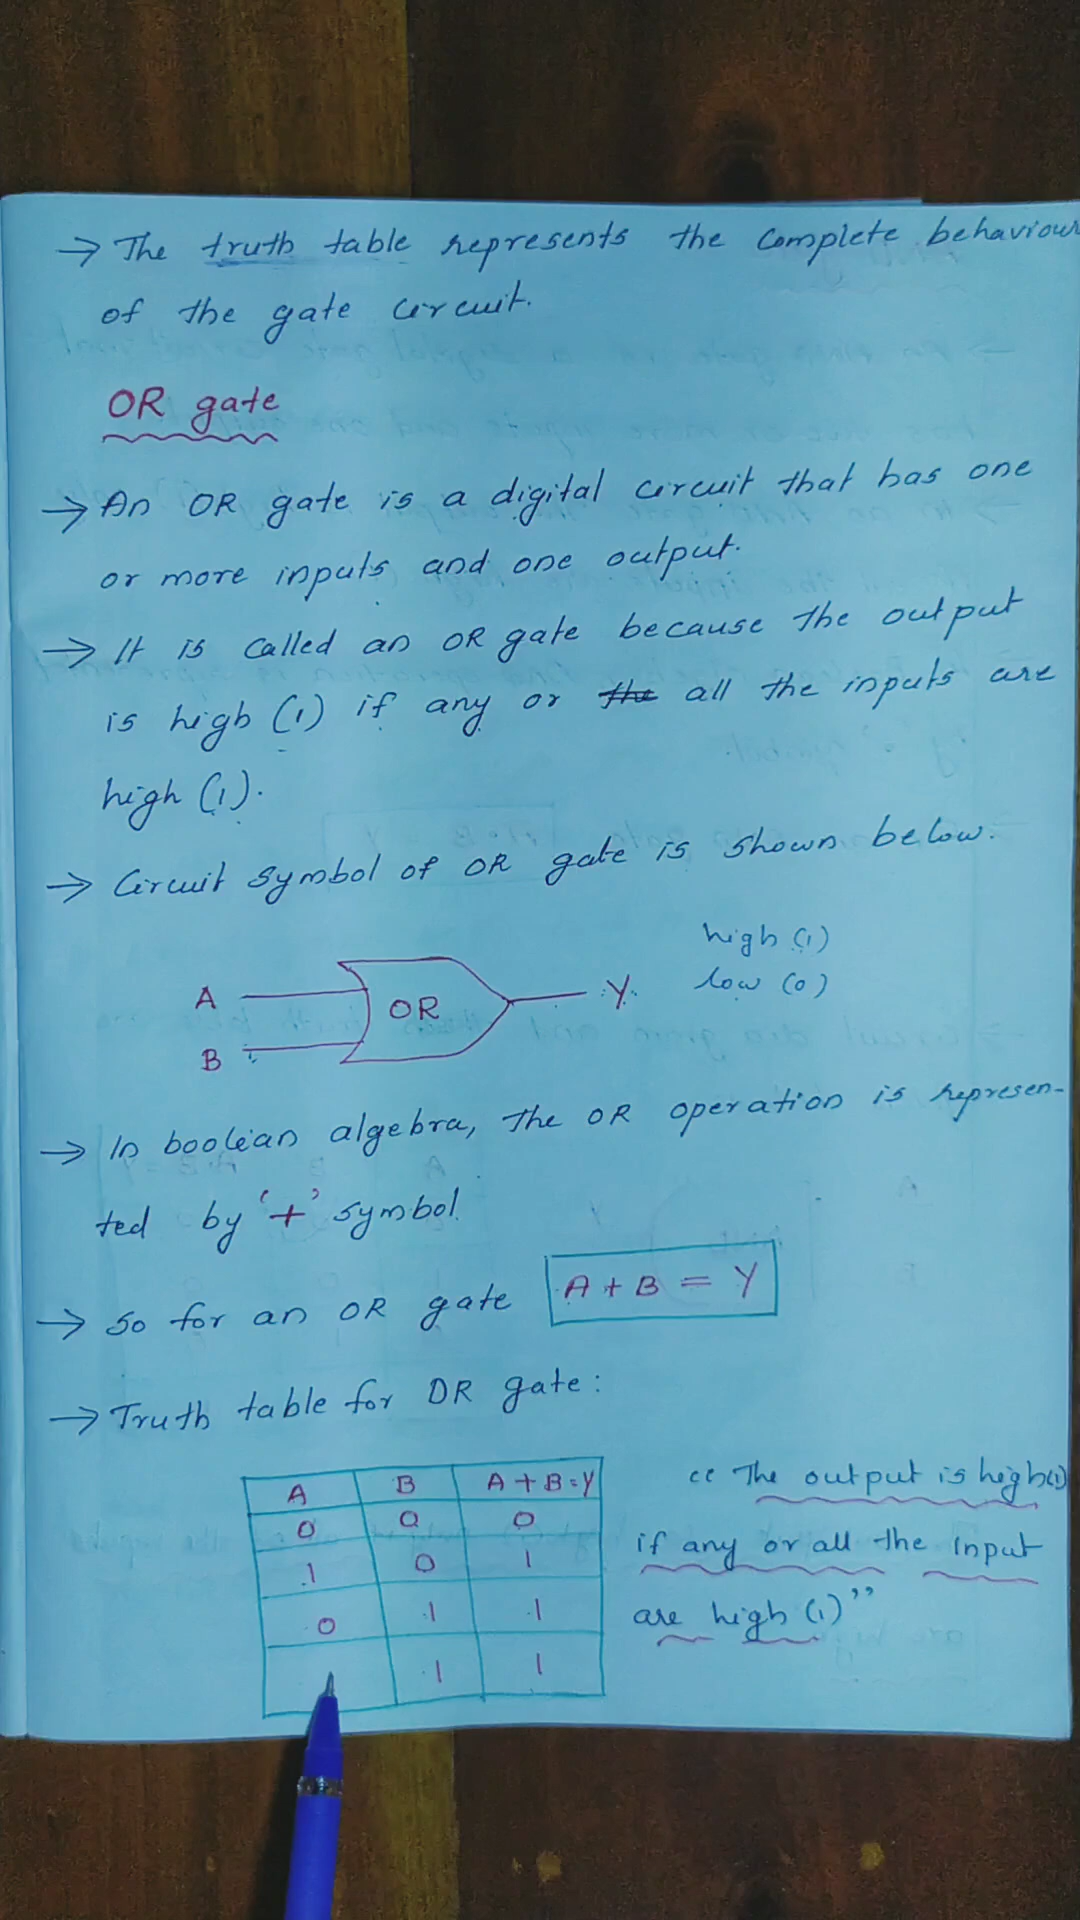 → The truth table represents the complete behaviour
of the gate circuit.
OR gate
→ An OR gate is a digital circuit that has one
or more inputs and one output.
→ It is called an OR gate because the output
is high (1) if any or the all the inputs are
high (1).
→ Circuit symbol of OR gate is shown below.
high (1)
low (0)
A
OR
Y
B
→ In boolean algebra, the OR operation is represen-
ted by '+' symbol.
→ So for an OR gate A + B = Y
→ Truth table for OR gate:
A B A + B = Y
0 0 0
1 0 1
0 1 1
1 1
"The output is high (1)
if any or all the input
are high (1)"